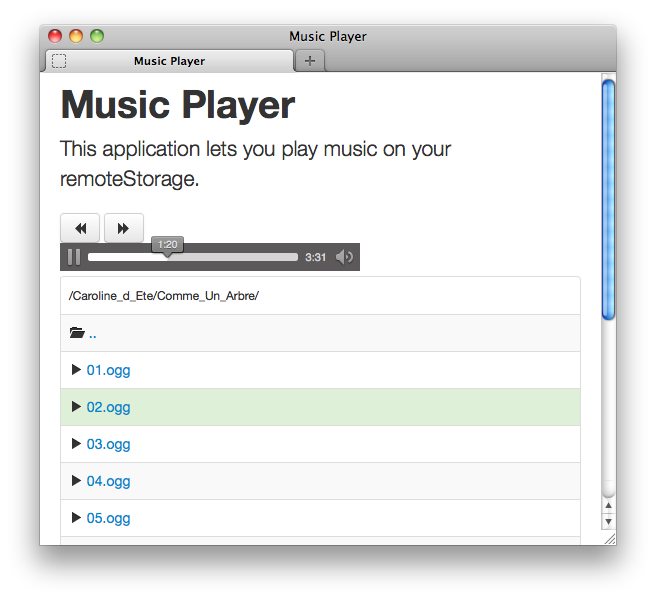 Music Player
Music Player
Music Player
This application lets you play music on your
remoteStorage.
1:20
3:31
/Caroline_d_Ete/Comme_Un_Arbre/
..
01.ogg
02.ogg
03.ogg
04.ogg
05.ogg